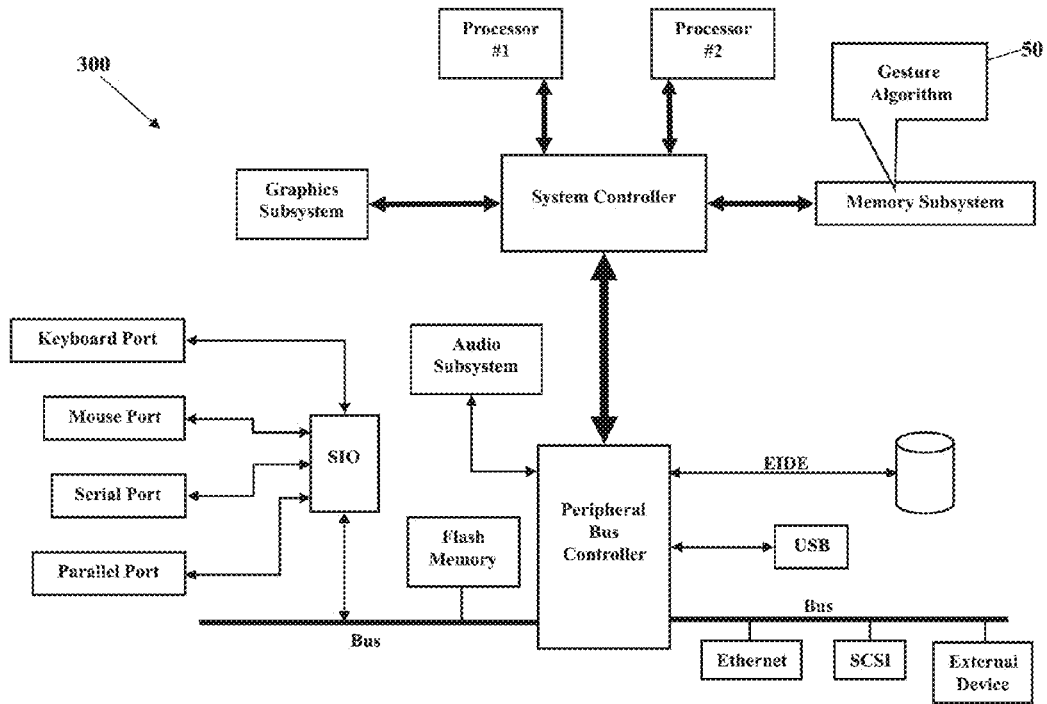 Processor
#1
Processor
#2
50
300
Gesture
Algorithm
Graphics
Subsystem
System Controller
Memory Subsystem
Keyboard Port
Audio
Subsystem
Mouse Port
SIO
EIDE
Serial Port
Peripheral
Bus
Controller
Flash
Memory
USB
Parallel Port
Bus
Bus
Ethernet
SCSI
External
Device